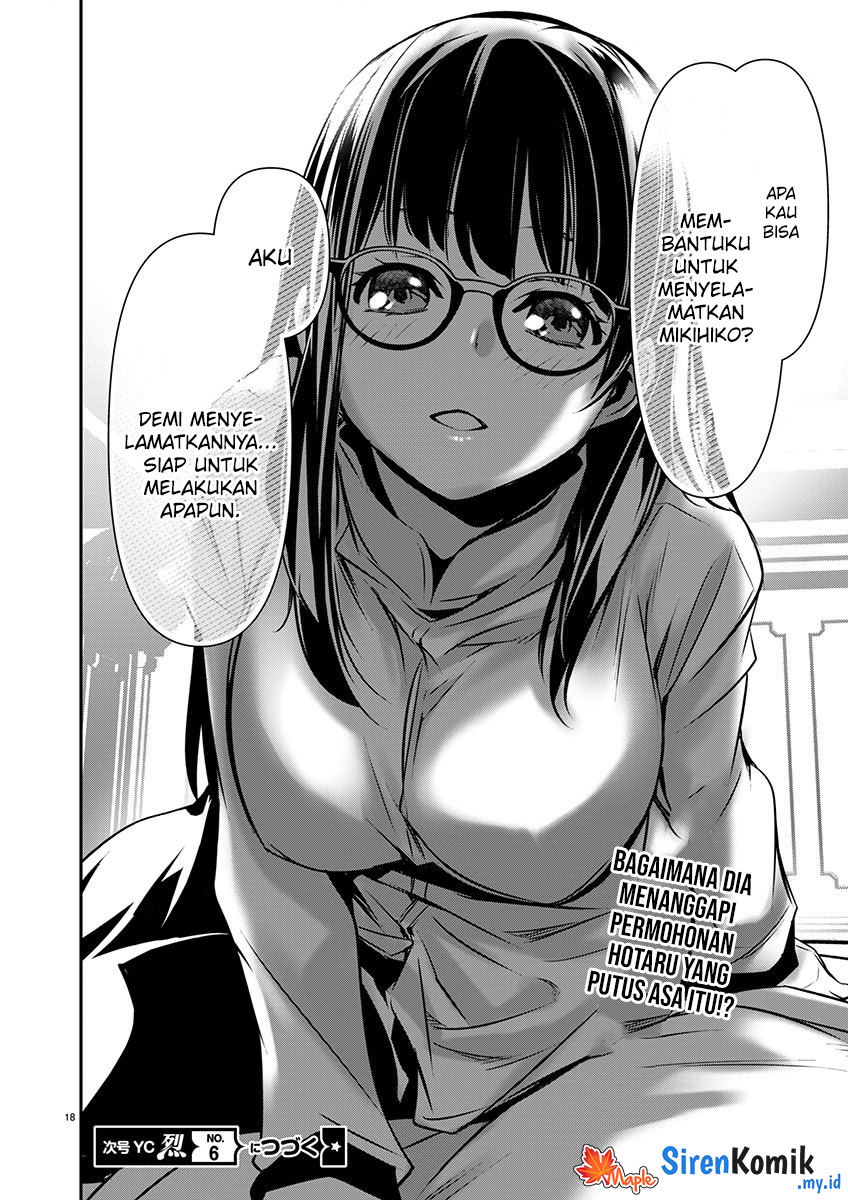 APA
KAU
BISA
MEM-
BANTUKU
UNTUK
MENYELA-
MATKAN
MIKIHIKO?
AKU
DEMI MENYE-
LAMATKANNYA...
SIAP UNTUK
MELAKUKAN
APAPUN.
BAGAIMANA DIA
MENANGGAPI
PERMOHONAN
HOTARU YANG
PUTUS ASA ITU!?
18
次号 YC 烈 NO. 6 につづく
Maple
SirenKomik
.my.id